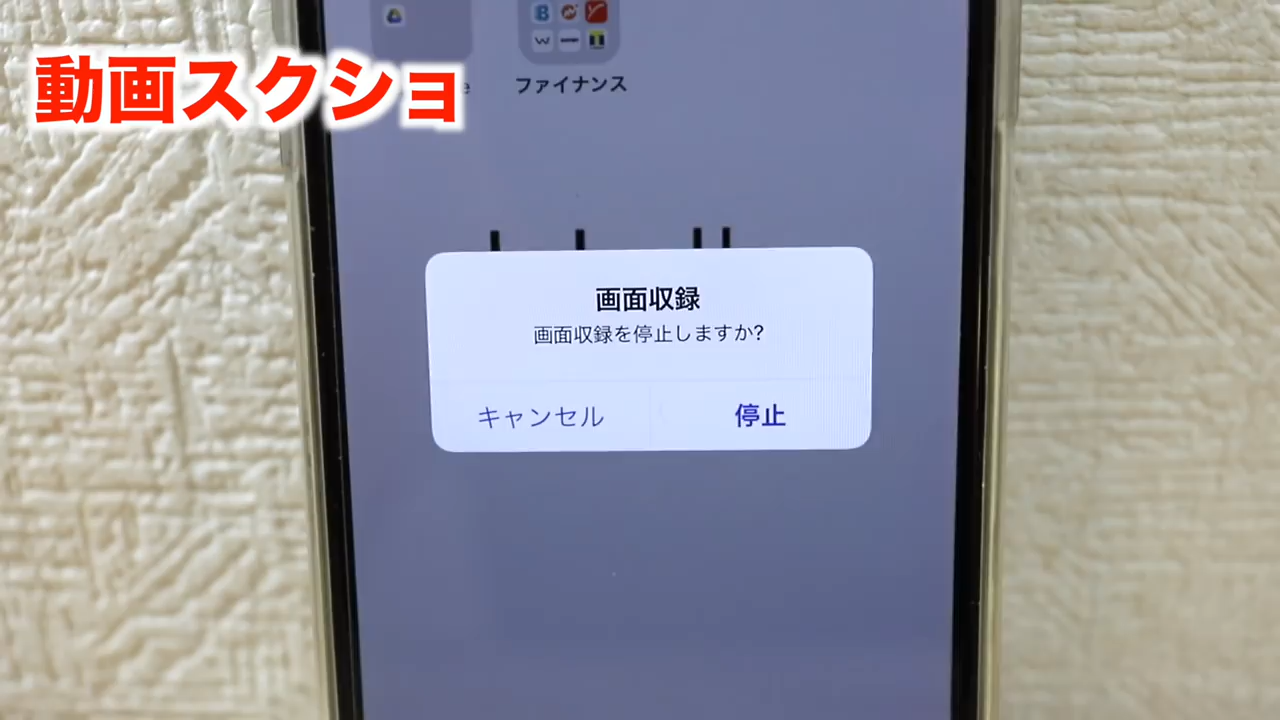 動画スクショ
e
ファイナンス
画面収録
画面収録を停止しますか?
キャンセル
停止